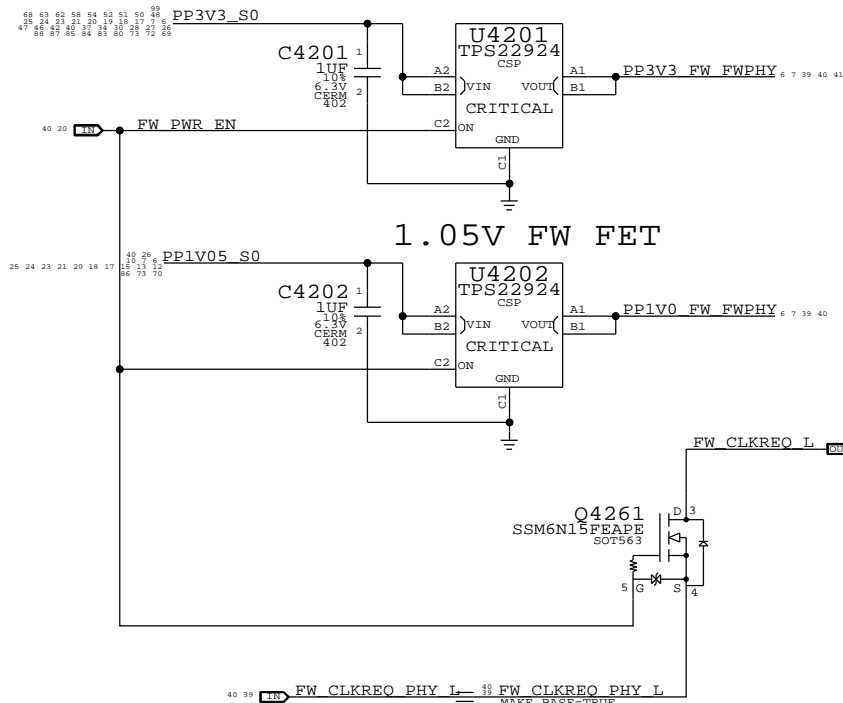 99
68 63 62 58 54 52 51 50 48
25 24 23 21 20 19 18 17 7 6
47 46 42 40 37 34 30 28 27 26
88 87 85 84 83 80 73 72 69
PP3V3_S0
C4201
1UF
10%
6.3V
CERM
402
1
2
U4201
TPS22924
CSP
A2
B2
VIN
VOUT
A1
B1
CRITICAL
C2
ON
GND
C1
PP3V3_FW_FWPHY
6 7 39 40 41
40 20
IN
FW_PWR_EN
1.05V FW FET
40 26
10 7 6
25 24 23 21 20 18 17 15 13 12
86 73 70
PP1V05_S0
C4202
1UF
10%
6.3V
CERM
402
1
2
U4202
TPS22924
CSP
A2
B2
VIN
VOUT
A1
B1
CRITICAL
C2
ON
GND
C1
PP1V0_FW_FWPHY
6 7 39 40
FW_CLKREQ_L
OU
Q4261
SSM6N15FEAPE
SOT563
D 3
5 G
S 4
40 39
IN
FW_CLKREQ_PHY_L
40
39
FW_CLKREQ_PHY_L
MAKE_BASE=TRUE